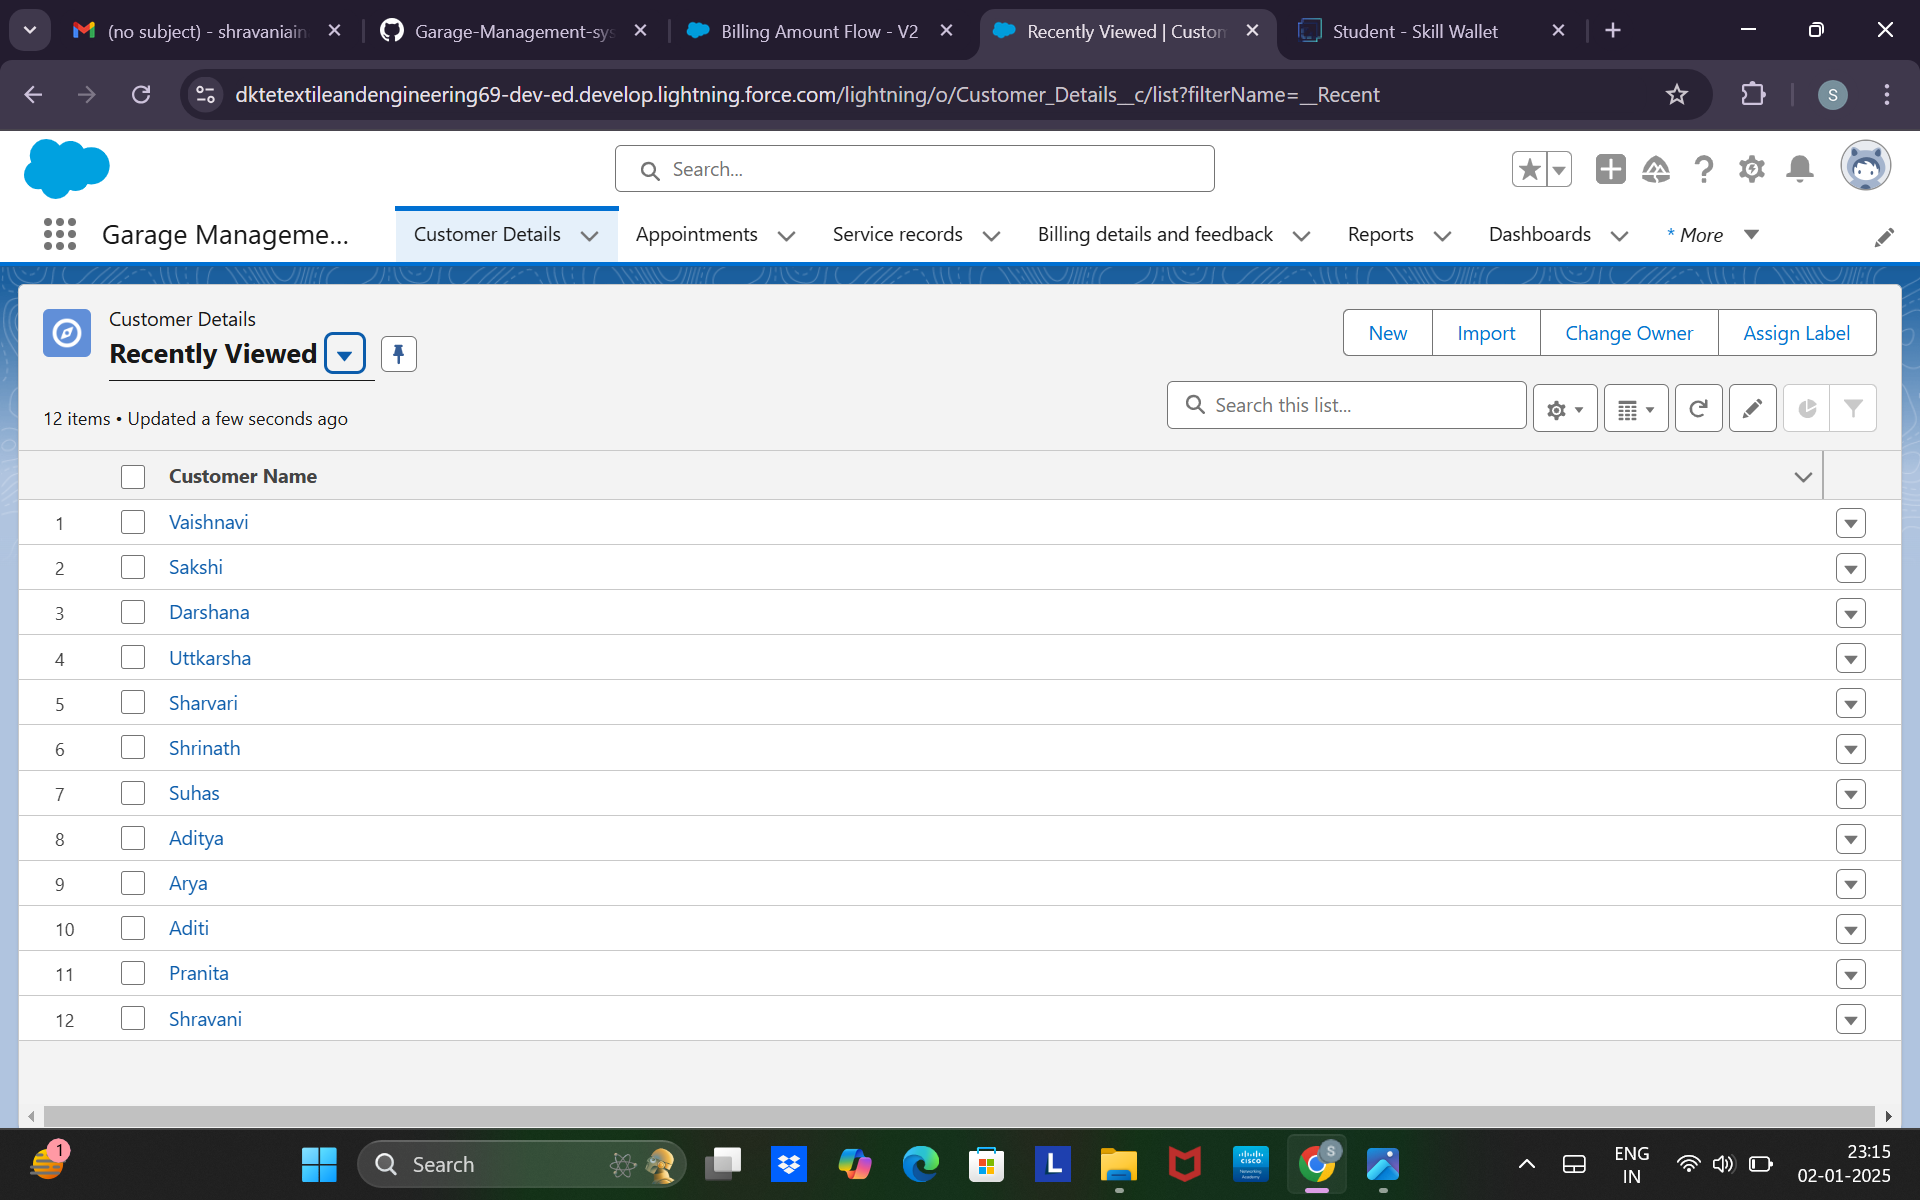 (no subject) - shravaniain
Garage-Management-sys
Billing Amount Flow - V2
Recently Viewed | Custom
Student - Skill Wallet
dktetextileandengineering69-dev-ed.develop.lightning.force.com/lightning/o/Customer_Details__c/list?filterName=__Recent
S
Search...
Garage Manageme...
Customer Details
Appointments
Service records
Billing details and feedback
Reports
Dashboards
* More
Customer Details
Recently Viewed
New
Import
Change Owner
Assign Label
12 items • Updated a few seconds ago
Search this list...
Customer Name
1 Vaishnavi
2 Sakshi
3 Darshana
4 Uttkarsha
5 Sharvari
6 Shrinath
7 Suhas
8 Aditya
9 Arya
10 Aditi
11 Pranita
12 Shravani
1
Search
L
CISCO
S
ENG
IN
23:15
02-01-2025